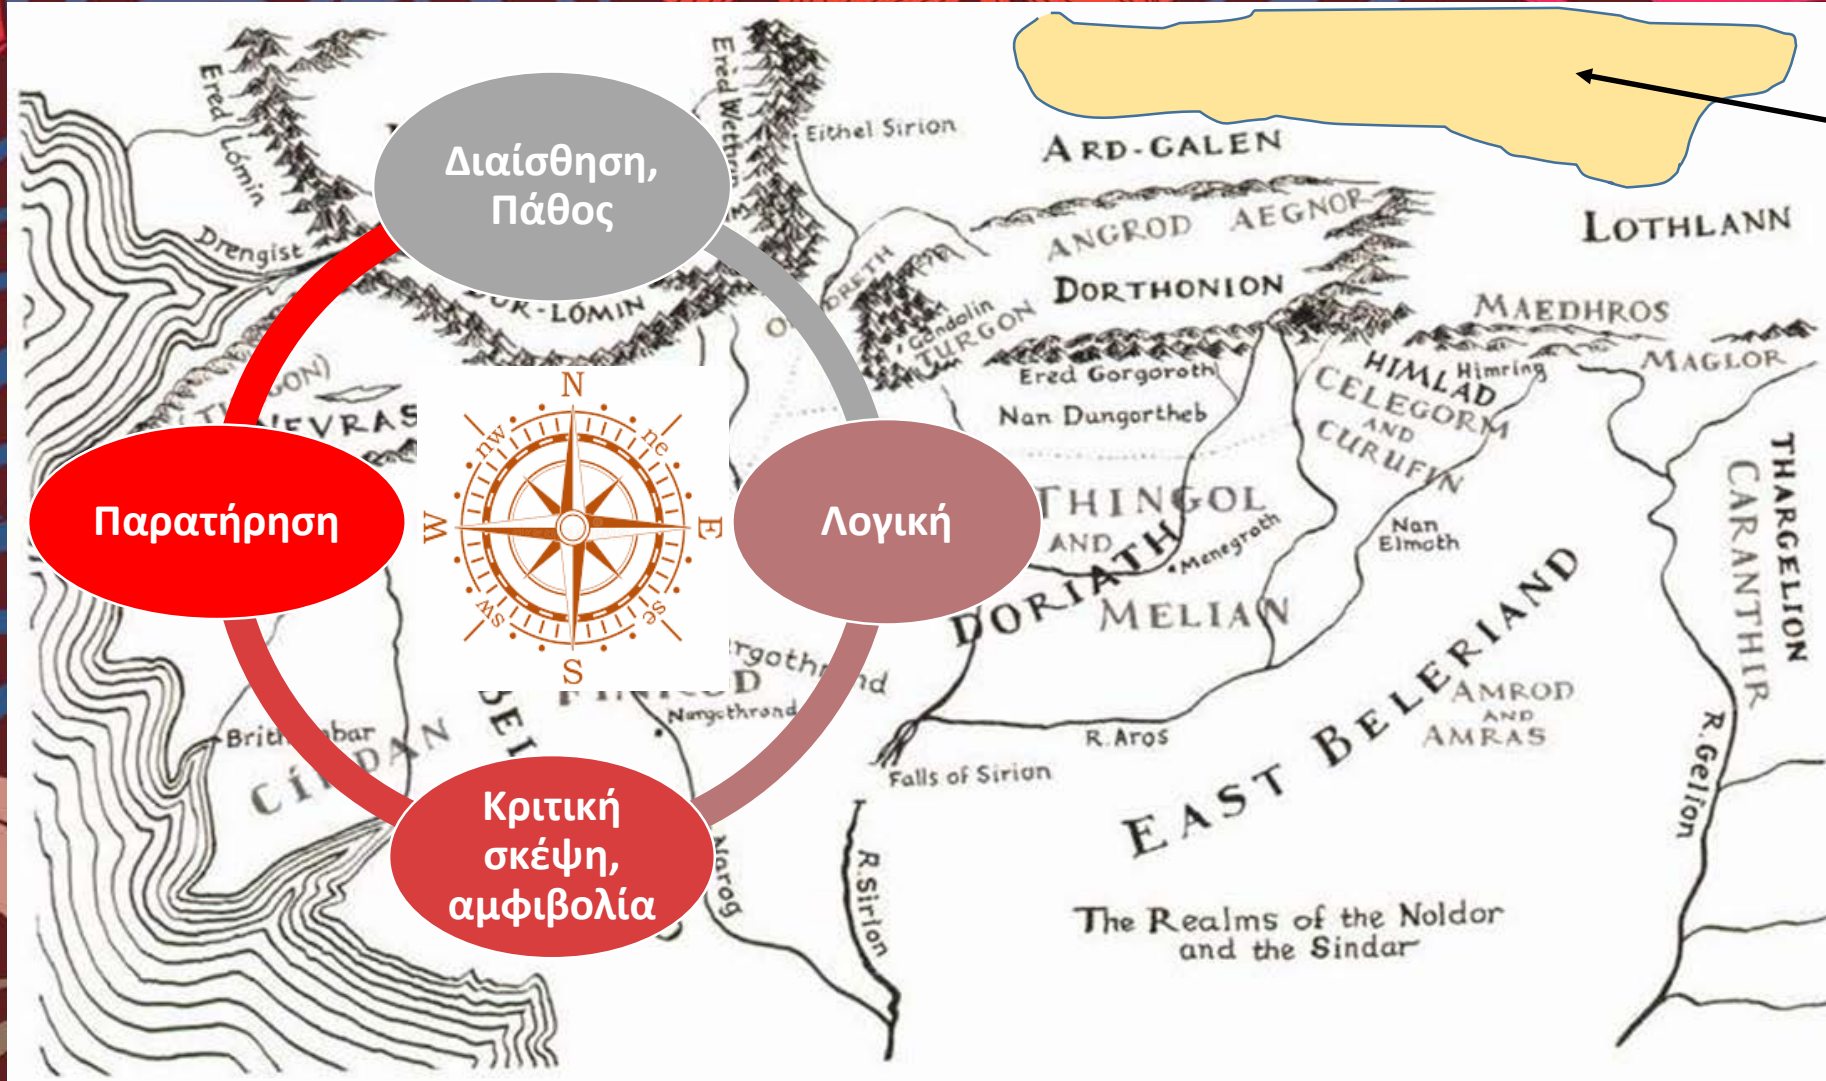 Ered Lómin
Ered Wethrin
Eithel Sirion
ARD-GALEN
Διαίσθηση,
Πάθος
ANGROD AEGNOR
LOTHLANN
Drengist
DORTHONION
MAEDHROS
DOR-LÓMIN
Gondolin
TURGON
Ered Gorgoroth
HIMLAD
Himring
MAGLOR
CELEGORM
AND
CURUFIN
Nan Dungortheb
N
nw
ne
W
E
sw
se
S
Παρατήρηση
Λογική
THINGOL
AND
MELIAN
DORIATH
Menegroth
Nan
Elmoth
THARGELION
CARANTHIR
Nargothrond
CÍRDAN
R. Aros
AMROD
AND
AMRAS
EAST BELERIAND
R. Gelion
Falls of Sirion
Κριτική
σκέψη,
αμφιβολία
Narog
R. Sirion
The Realms of the Noldor
and the Sindar